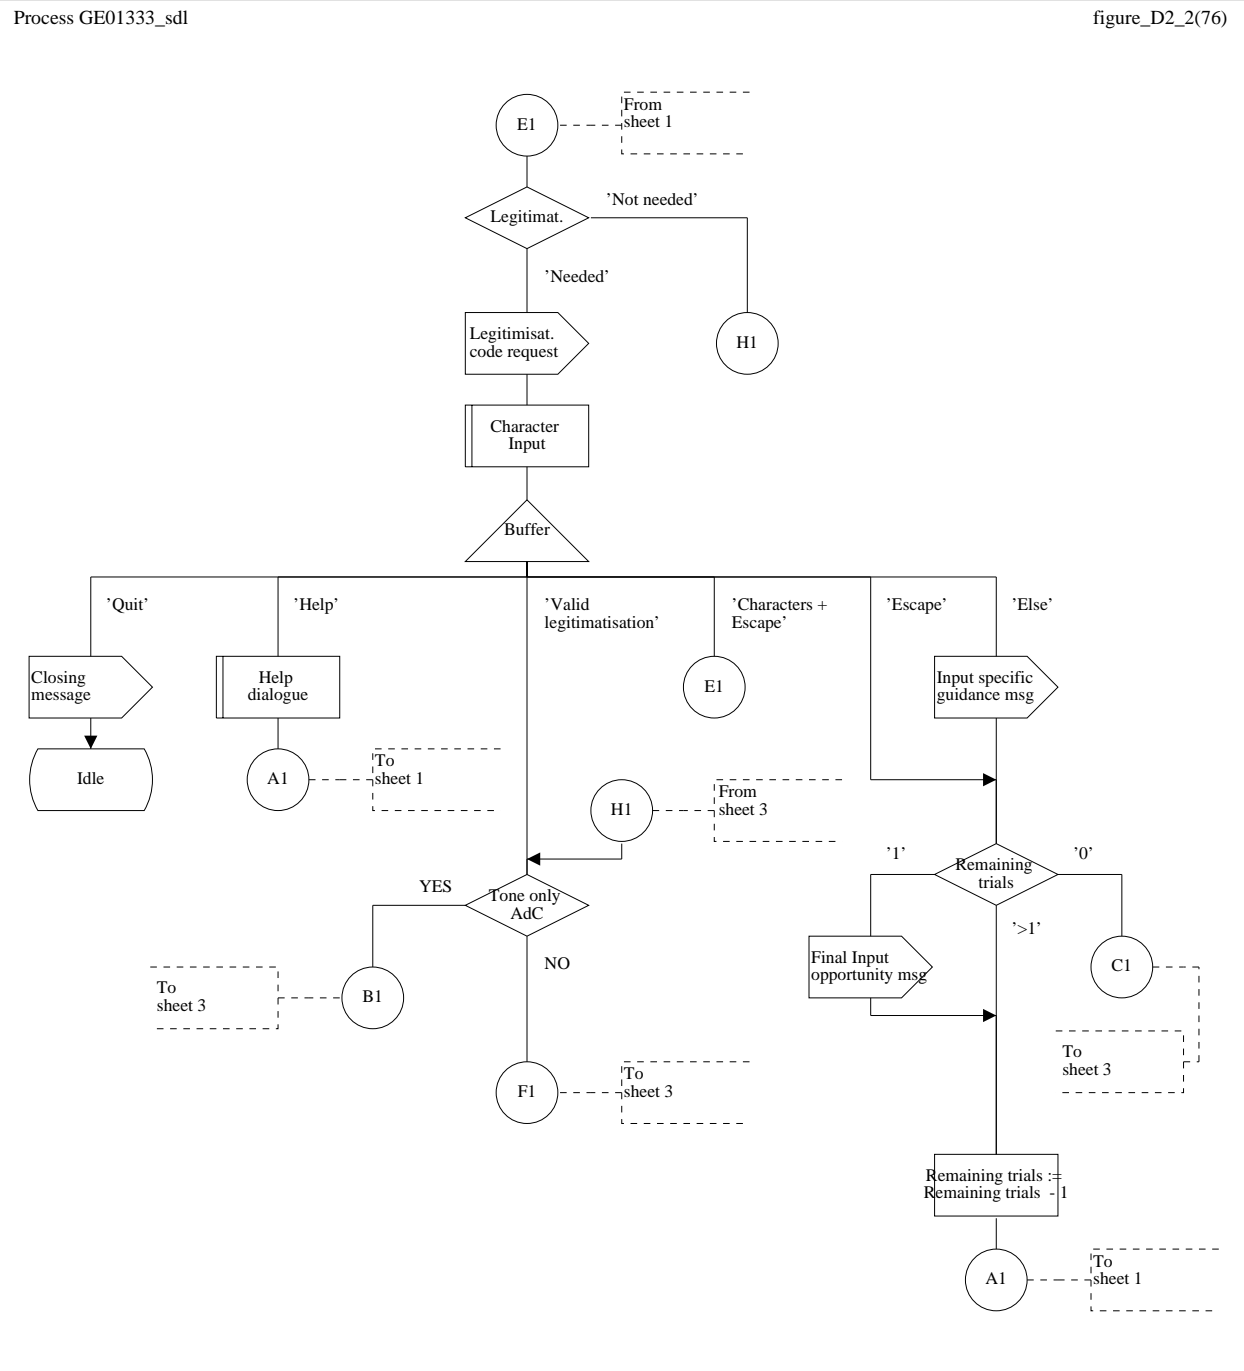 Process GE01333_sdl
figure_D2_2(76)
E1
From
sheet 1
Legitimat.
’Not needed’
’Needed’
Legitimisat.
code request
H1
Character
Input
Buffer
’Quit’
’Help’
’Valid
legitimatisation’
’Characters +
Escape’
’Escape’
’Else’
Closing
message
Help
dialogue
E1
Input specific
guidance msg
Idle
A1
To
sheet 1
H1
From
sheet 3
’1’
Remaining
trials
’0’
YES
Tone only
AdC
’>1’
NO
Final Input
opportunity msg
C1
To
sheet 3
B1
To
sheet 3
F1
To
sheet 3
Remaining trials :=
Remaining trials - 1
A1
To
sheet 1